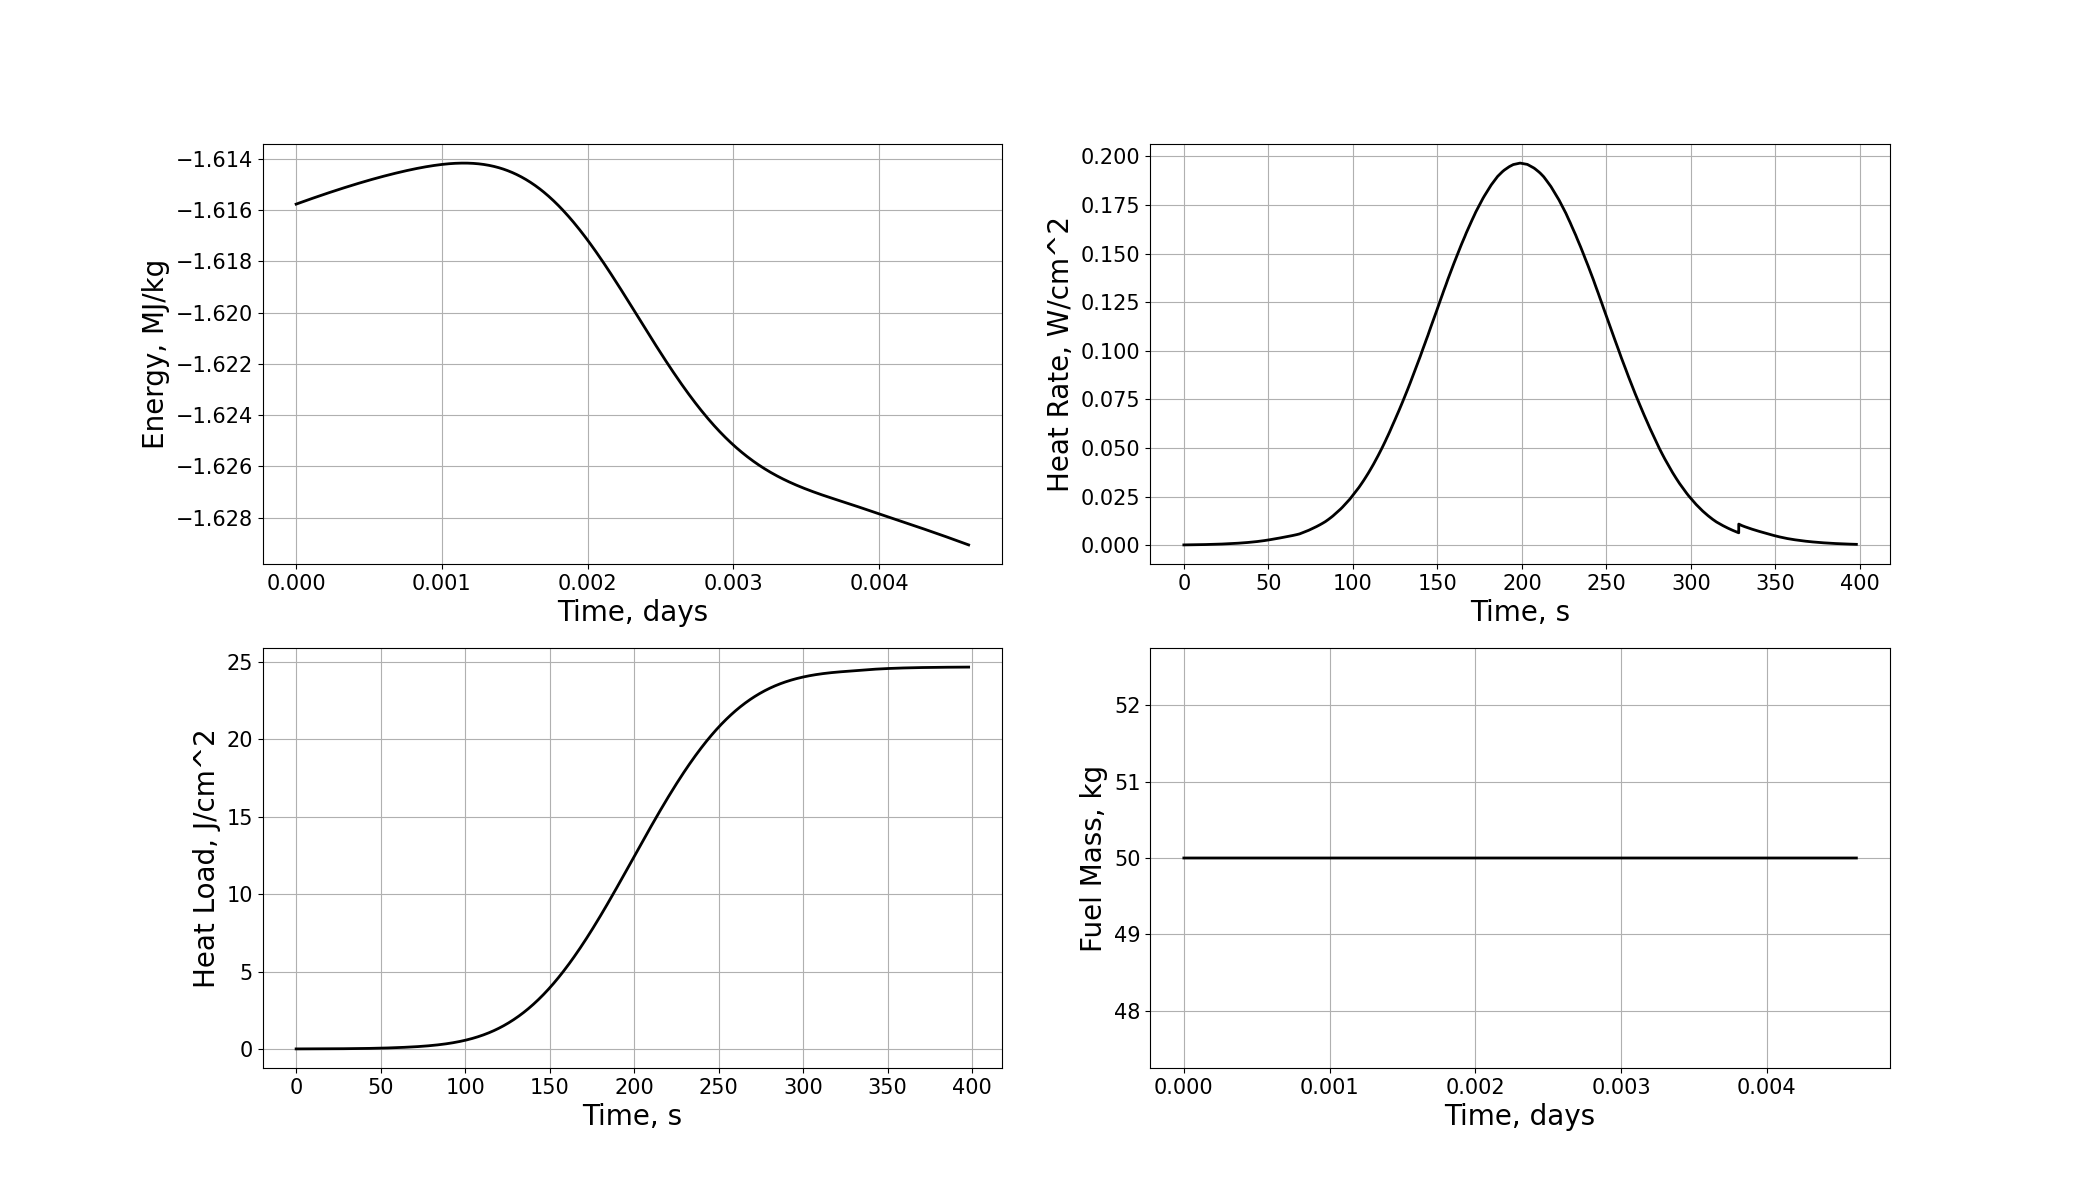 Energy, MJ/kg
−1.614
−1.616
−1.618
−1.620
−1.622
−1.624
−1.626
−1.628
0.000 0.001 0.002 0.003 0.004
Time, days
Heat Rate, W/cm^2
0.200
0.175
0.150
0.125
0.100
0.075
0.050
0.025
0.000
0 50 100 150 200 250 300 350 400
Time, s
Heat Load, J/cm^2
25
20
15
10
5
0
0 50 100 150 200 250 300 350 400
Time, s
Fuel Mass, kg
52
51
50
49
48
0.000 0.001 0.002 0.003 0.004
Time, days